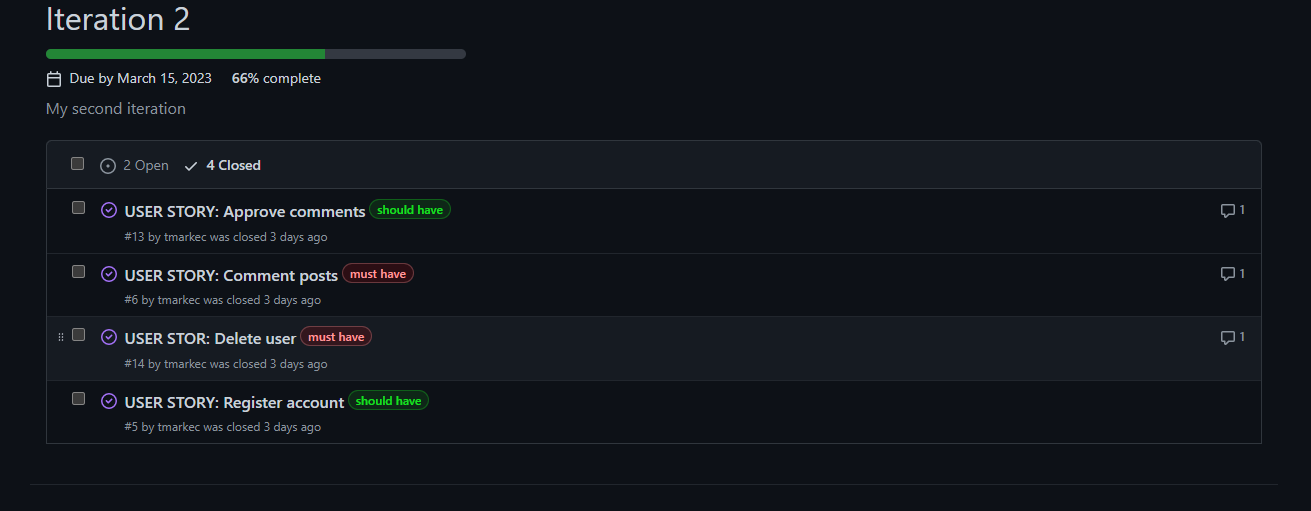 Iteration 2
Due by March 15, 2023 66% complete
My second iteration
2 Open 4 Closed
USER STORY: Approve comments should have 1
#13 by tmarkec was closed 3 days ago
USER STORY: Comment posts must have 1
#6 by tmarkec was closed 3 days ago
USER STOR: Delete user must have 1
#14 by tmarkec was closed 3 days ago
USER STORY: Register account should have
#5 by tmarkec was closed 3 days ago